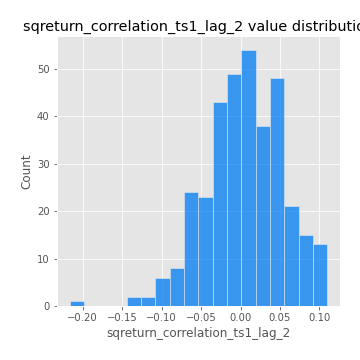 sqreturn_correlation_ts1_lag_2 value distributio
50
40
30
20
10
0
Count
−0.20 −0.15 −0.10 −0.05 0.00 0.05 0.10
sqreturn_correlation_ts1_lag_2